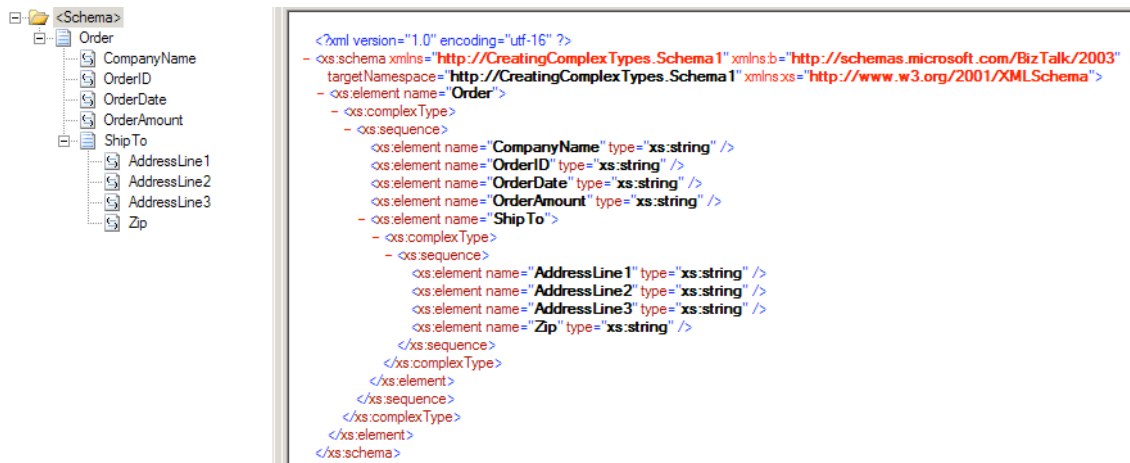 <Schema>
Order
CompanyName
OrderID
OrderDate
OrderAmount
ShipTo
AddressLine1
AddressLine2
AddressLine3
Zip
<?xml version="1.0" encoding="utf-16" ?>
- <xs:schema xmlns="http://CreatingComplexTypes.Schema1" xmlns:b="http://schemas.microsoft.com/BizTalk/2003"
targetNamespace="http://CreatingComplexTypes.Schema1" xmlns:xs="http://www.w3.org/2001/XMLSchema">
- <xs:element name="Order">
- <xs:complexType>
- <xs:sequence>
<xs:element name="CompanyName" type="xs:string" />
<xs:element name="OrderID" type="xs:string" />
<xs:element name="OrderDate" type="xs:string" />
<xs:element name="OrderAmount" type="xs:string" />
- <xs:element name="ShipTo">
- <xs:complexType>
- <xs:sequence>
<xs:element name="AddressLine1" type="xs:string" />
<xs:element name="AddressLine2" type="xs:string" />
<xs:element name="AddressLine3" type="xs:string" />
<xs:element name="Zip" type="xs:string" />
</xs:sequence>
</xs:complexType>
</xs:element>
</xs:sequence>
</xs:complexType>
</xs:element>
</xs:schema>